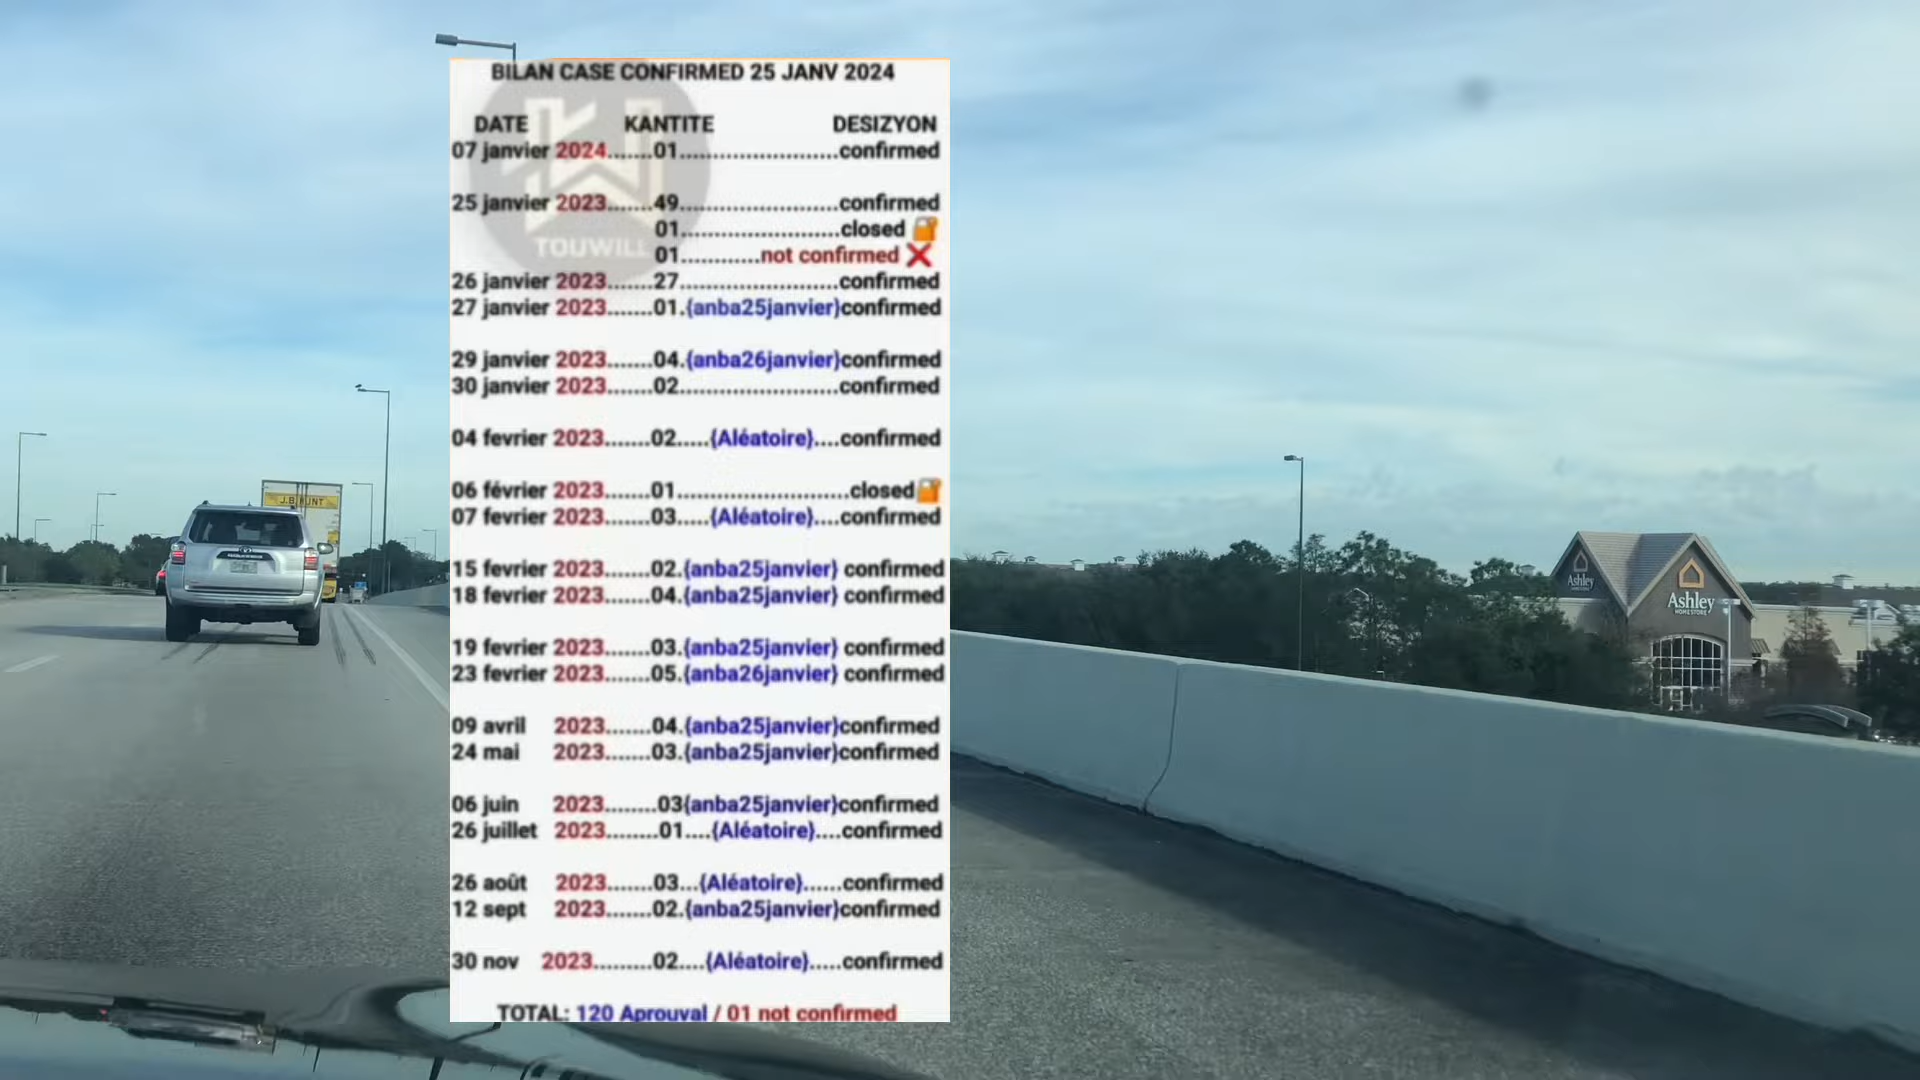 BILAN CASE CONFIRMED 25 JANV 2024
DATE KANTITE DESIZYON
07 janvier 2024.......01........................confirmed
25 janvier 2023.......49........................confirmed
01........................closed 🔐
01............not confirmed ❌
26 janvier 2023.......27........................confirmed
27 janvier 2023.......01.{anba25janvier}confirmed
29 janvier 2023.......04.{anba26janvier}confirmed
30 janvier 2023.......02........................confirmed
04 fevrier 2023.......02.....{Aléatoire}....confirmed
06 février 2023.......01..........................closed🔐
07 fevrier 2023.......03.....{Aléatoire}....confirmed
15 fevrier 2023.......02.{anba25janvier} confirmed
18 fevrier 2023.......04.{anba25janvier} confirmed
19 fevrier 2023.......03.{anba25janvier} confirmed
23 fevrier 2023.......05.{anba26janvier} confirmed
09 avril 2023.......04.{anba25janvier}confirmed
24 mai 2023.......03.{anba25janvier}confirmed
06 juin 2023........03{anba25janvier}confirmed
26 juillet 2023........01....{Aléatoire}....confirmed
26 août 2023.......03...{Aléatoire}......confirmed
12 sept 2023.......02.{anba25janvier}confirmed
30 nov 2023.........02....{Aléatoire}.....confirmed
TOTAL: 120 Aprouval / 01 not confirmed
TOUWILL
J.B. HUNT
Ashley
Ashley
HOMESTORE